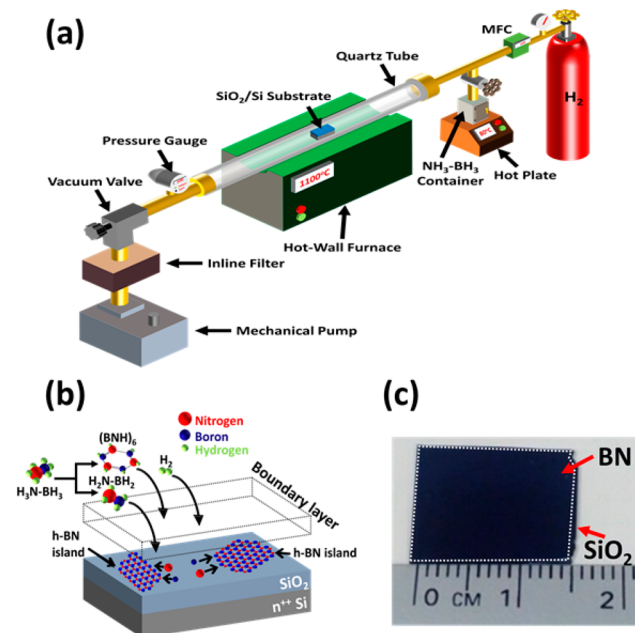 (a)
MFC
Quartz Tube
SiO₂/Si Substrate
H₂
Pressure Gauge
80°C
Vacuum Valve
1100°C
NH₃-BH₃
Container
Hot Plate
Hot-Wall Furnace
Inline Filter
Mechanical Pump
(b)
(c)
Nitrogen
Boron
Hydrogen
(BNH)₆
H₂
H₃N-BH₃
H₂N-BH₂
Boundary layer
h-BN
island
h-BN island
SiO₂
n⁺⁺ Si
BN
SiO₂
0 CM 1 2